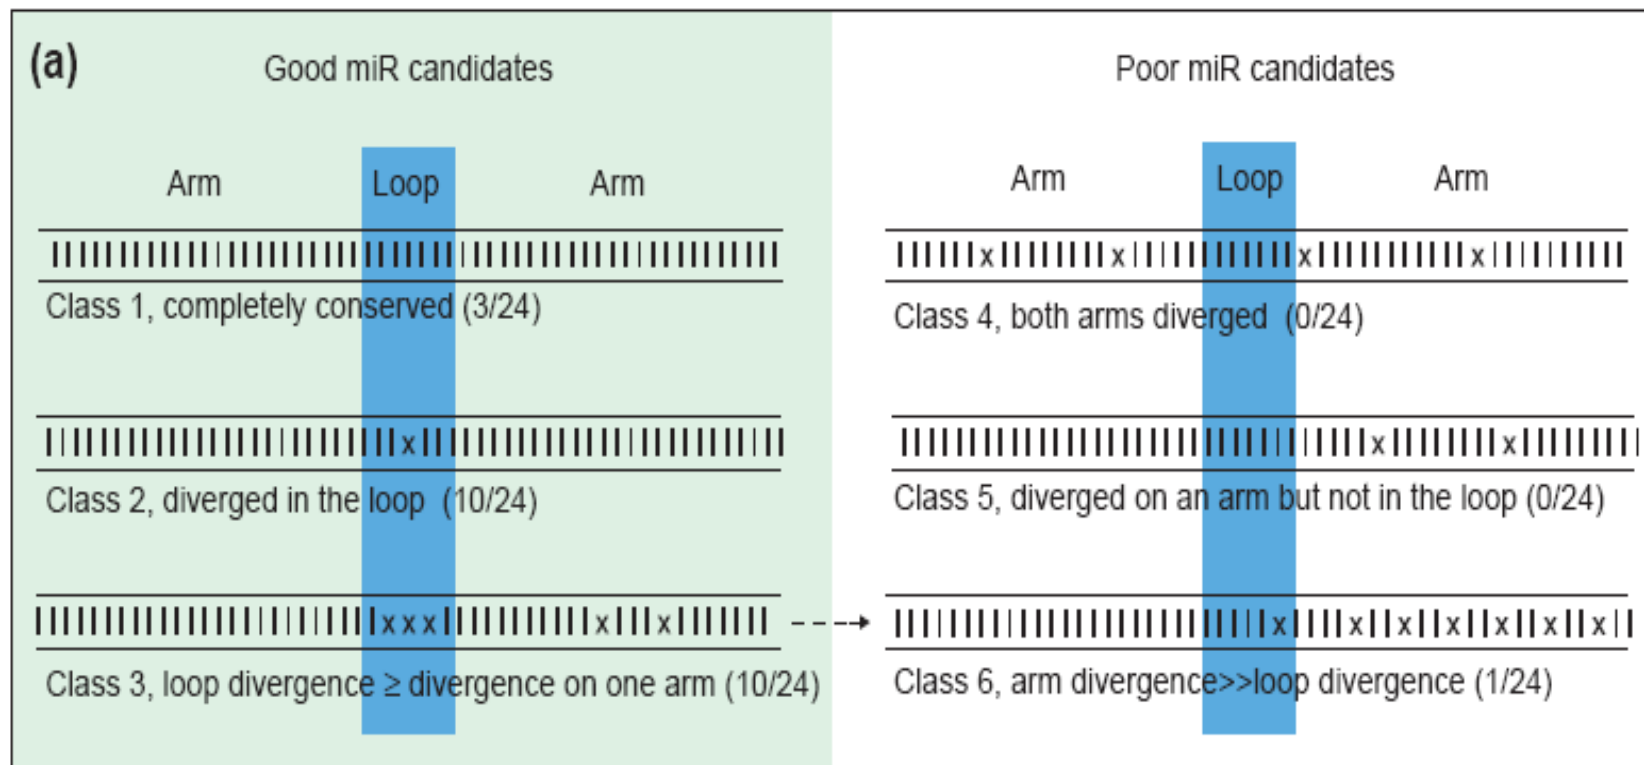 (a)
Good miR candidates
Poor miR candidates
Arm Loop Arm
Arm Loop Arm
x x x x
Class 1, completely conserved (3/24)
Class 4, both arms diverged (0/24)
x
x x
Class 2, diverged in the loop (10/24)
Class 5, diverged on an arm but not in the loop (0/24)
x x x x x
x x x x x x x
Class 3, loop divergence ≥ divergence on one arm (10/24)
Class 6, arm divergence>>loop divergence (1/24)